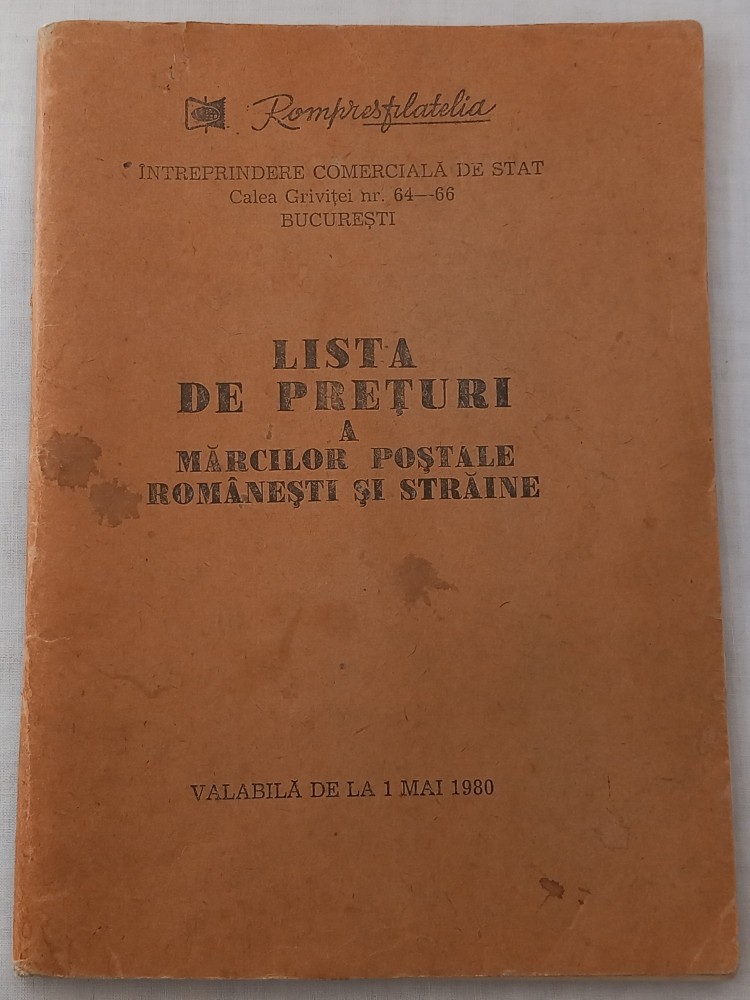 Rompresfilatelia
ÎNTREPRINDERE COMERCIALĂ DE STAT
Calea Griviței nr. 64—66
BUCUREȘTI
LISTA
DE PREȚURI
A
MĂRCILOR POȘTALE
ROMÂNEȘTI ȘI STRĂINE
VALABILĂ DE LA 1 MAI 1980